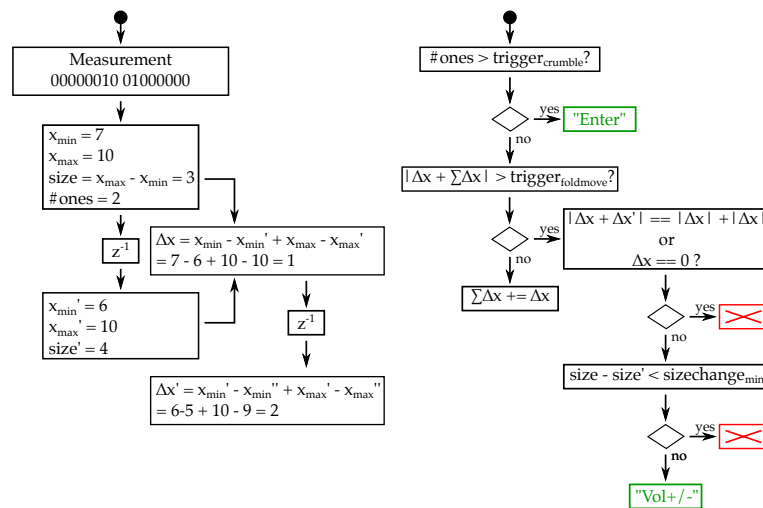 Measurement
00000010 01000000
x_min = 7
x_max = 10
size = x_max - x_min = 3
#ones = 2
z^-1
x_min' = 6
x_max' = 10
size' = 4
Δx = x_min - x_min' + x_max - x_max'
= 7 - 6 + 10 - 10 = 1
z^-1
Δx' = x_min' - x_min'' + x_max' - x_max''
= 6-5 + 10 - 9 = 2
#ones > trigger_crumble?
yes
"Enter"
no
|Δx + ∑Δx| > trigger_foldmove?
yes
|Δx + Δx'| == |Δx| + |Δx|
or
Δx == 0 ?
no
∑Δx += Δx
yes
no
size - size' < sizechange_min
yes
no
"Vol+/-"